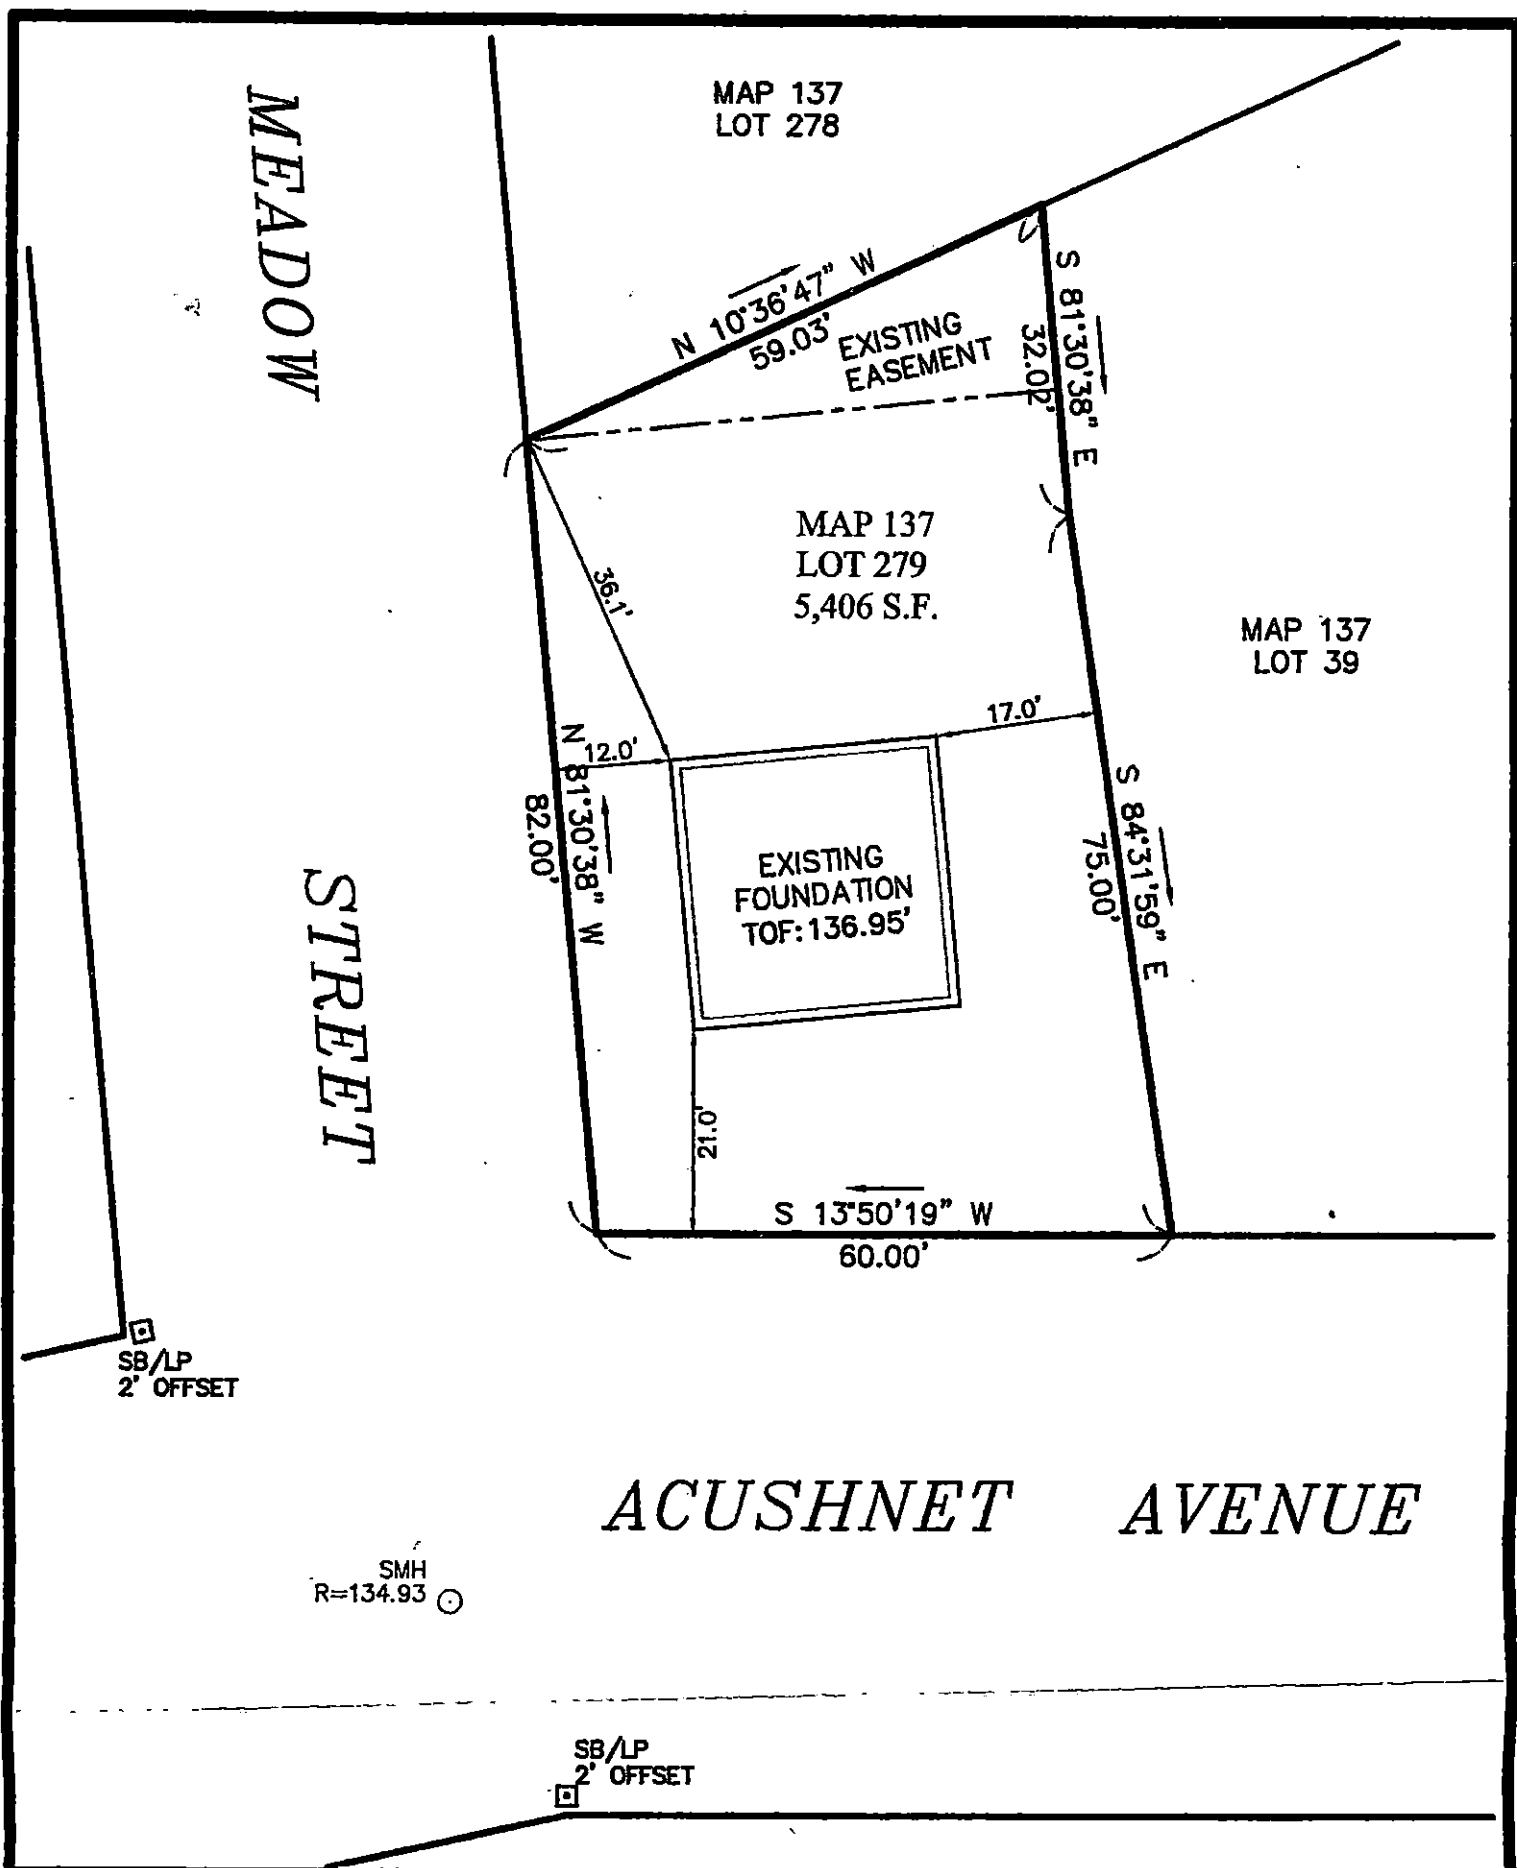 MAP 137
LOT 278
MEADOW
STREET
N 10°36'47" W
59.03'
EXISTING
EASEMENT
S 81°30'38" E
32.02'
MAP 137
LOT 279
5,406 S.F.
MAP 137
LOT 39
36.1'
12.0'
17.0'
N 81°30'38" W
82.00'
EXISTING
FOUNDATION
TOF: 136.95'
S 84°31'59" E
75.00'
21.0'
S 13°50'19" W
60.00'
SB/LP
2' OFFSET
ACUSHNET AVENUE
SMH
R=134.93
SB/LP
2' OFFSET